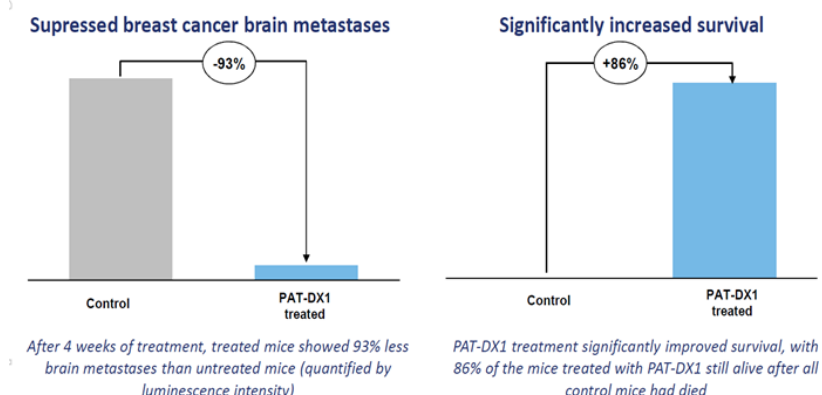 Supressed breast cancer brain metastases
-93%
Control
PAT-DX1
treated
After 4 weeks of treatment, treated mice showed 93% less
brain metastases than untreated mice (quantified by
luminescence intensity)
Significantly increased survival
+86%
Control
PAT-DX1
treated
PAT-DX1 treatment significantly improved survival, with
86% of the mice treated with PAT-DX1 still alive after all
control mice had died